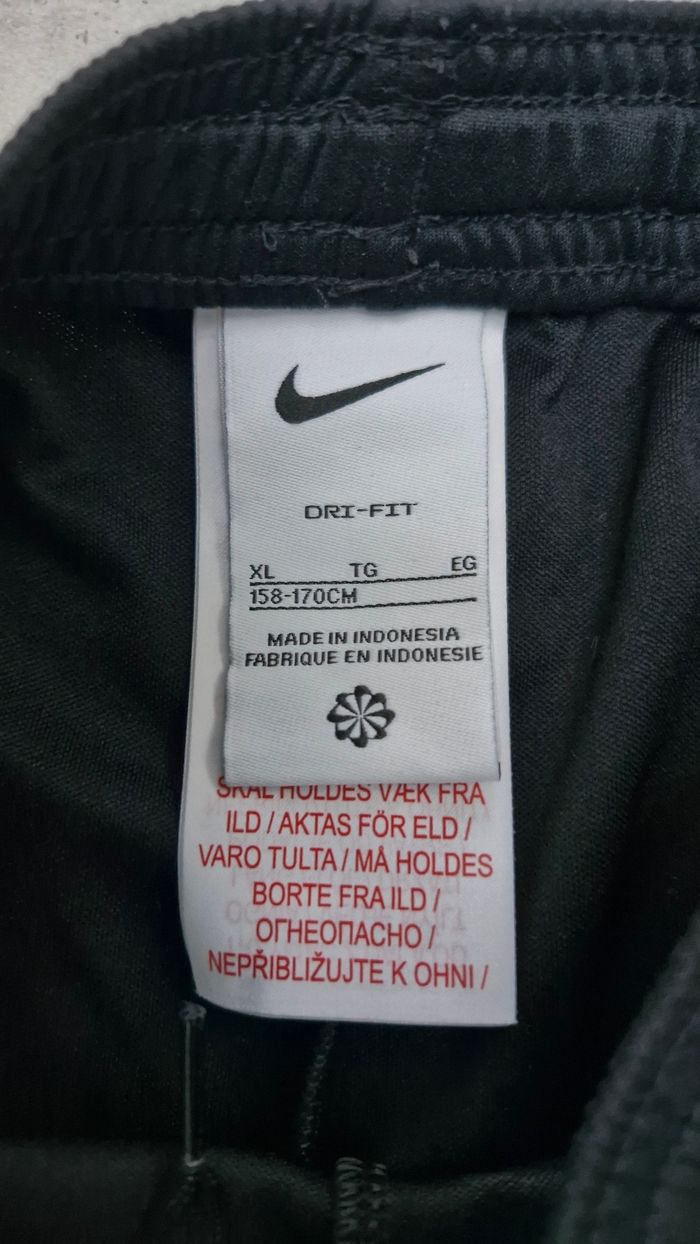 DRI-FIT
XL TG EG
158-170CM
MADE IN INDONESIA
FABRIQUE EN INDONESIE
SKAL HOLDES VÆK FRA
ILD / AKTAS FÖR ELD /
VARO TULTA / MÅ HOLDES
BORTE FRA ILD /
ОГНЕОПАСНО /
NEPŘIBLIŽUJTE K OHNI /